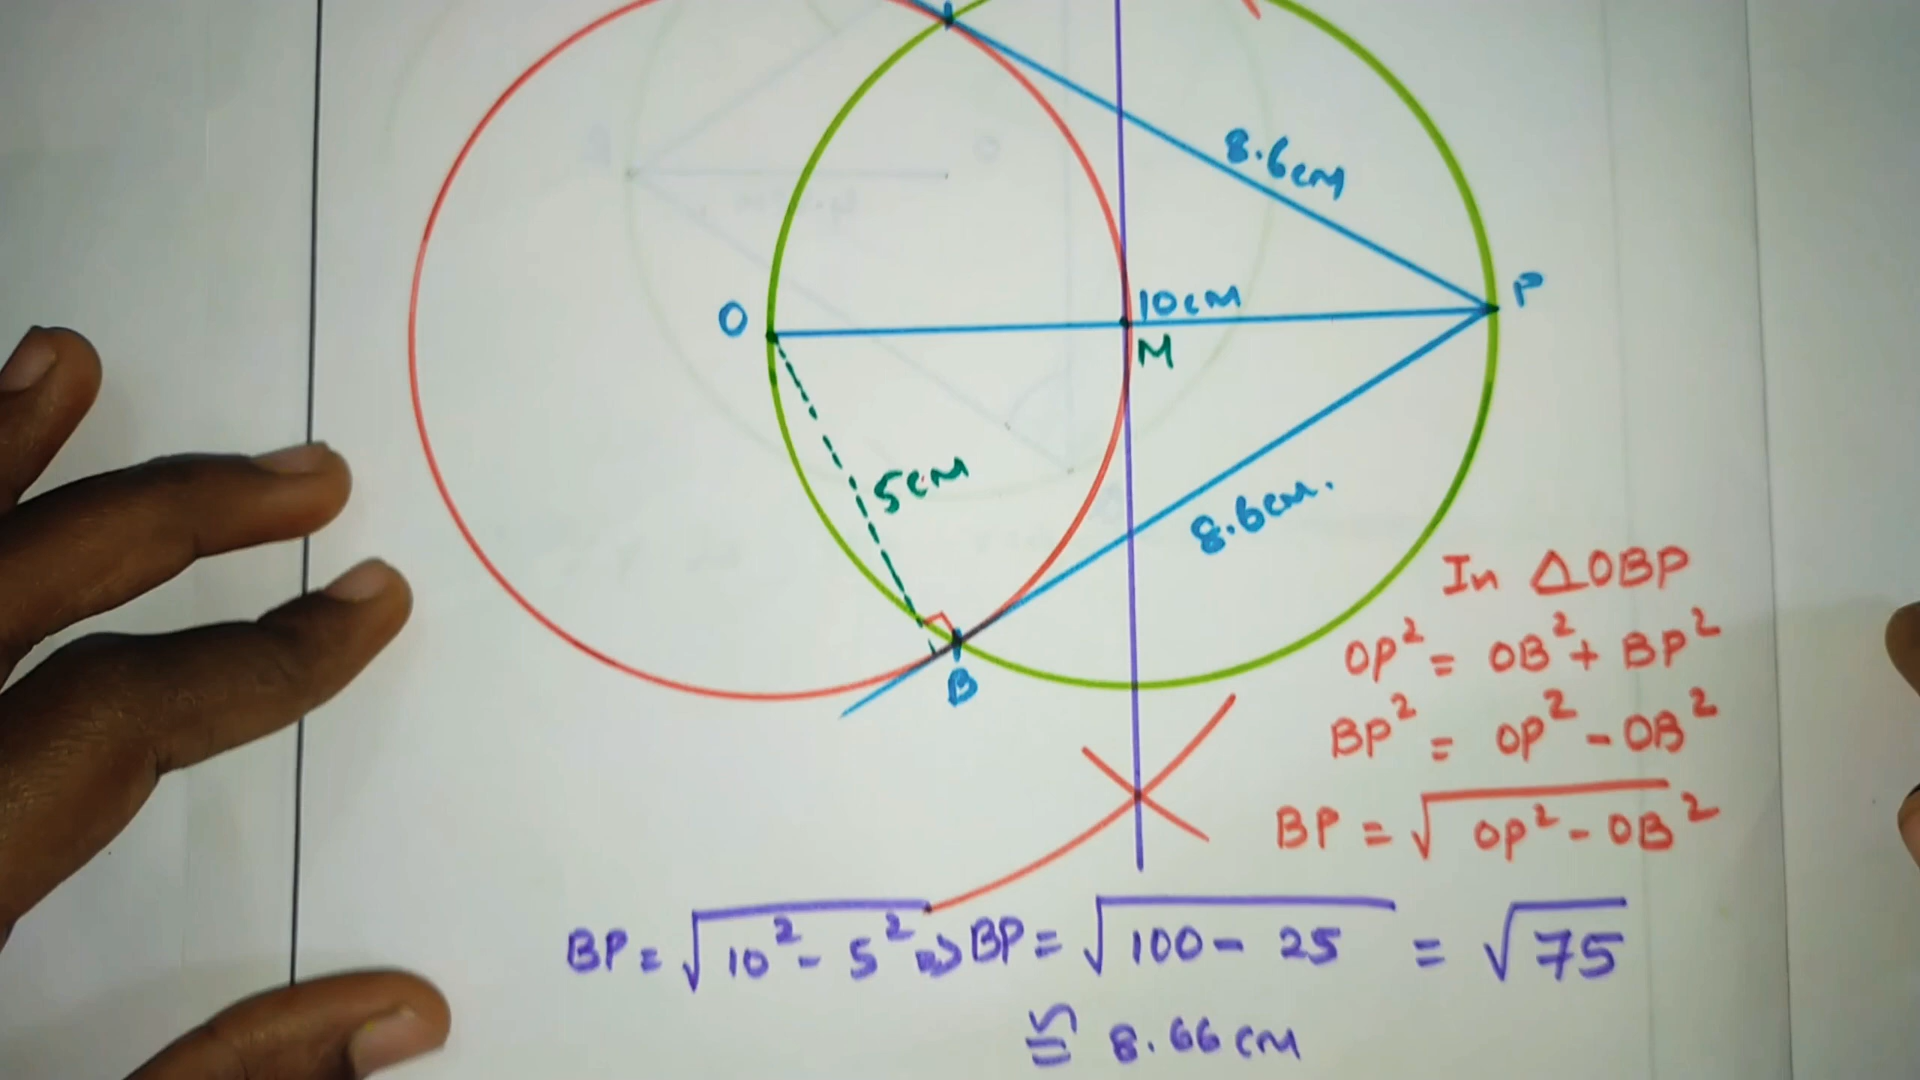 8.6cm
P
O
10cm
M
5cm
8.6cm.
B
In △OBP
OP² = OB² + BP²
BP² = OP² - OB²
BP = √OP² - OB²
BP = √10² - 5² ⇒ BP = √100 - 25 = √75
≅ 8.66 cm